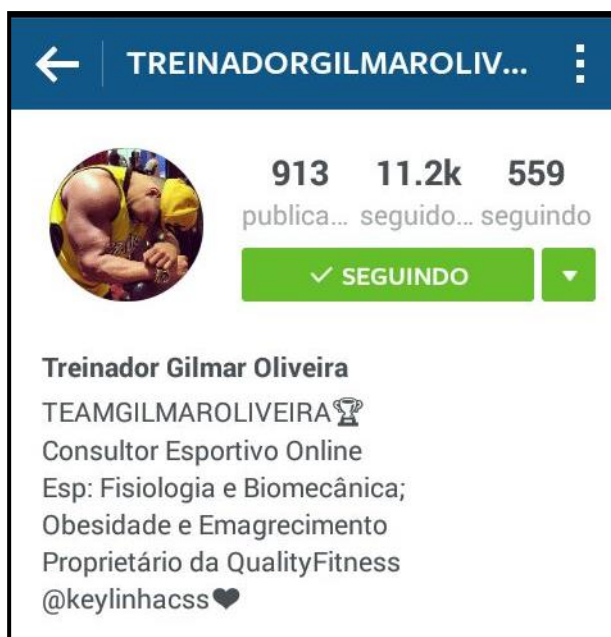 TREINADORGILMAROLIV...
913 11.2k 559
publica... seguido... seguindo
✓ SEGUINDO
Treinador Gilmar Oliveira
TEAMGILMAROLIVEIRA🏆
Consultor Esportivo Online
Esp: Fisiologia e Biomecânica;
Obesidade e Emagrecimento
Proprietário da QualityFitness
@keylinhacss❤